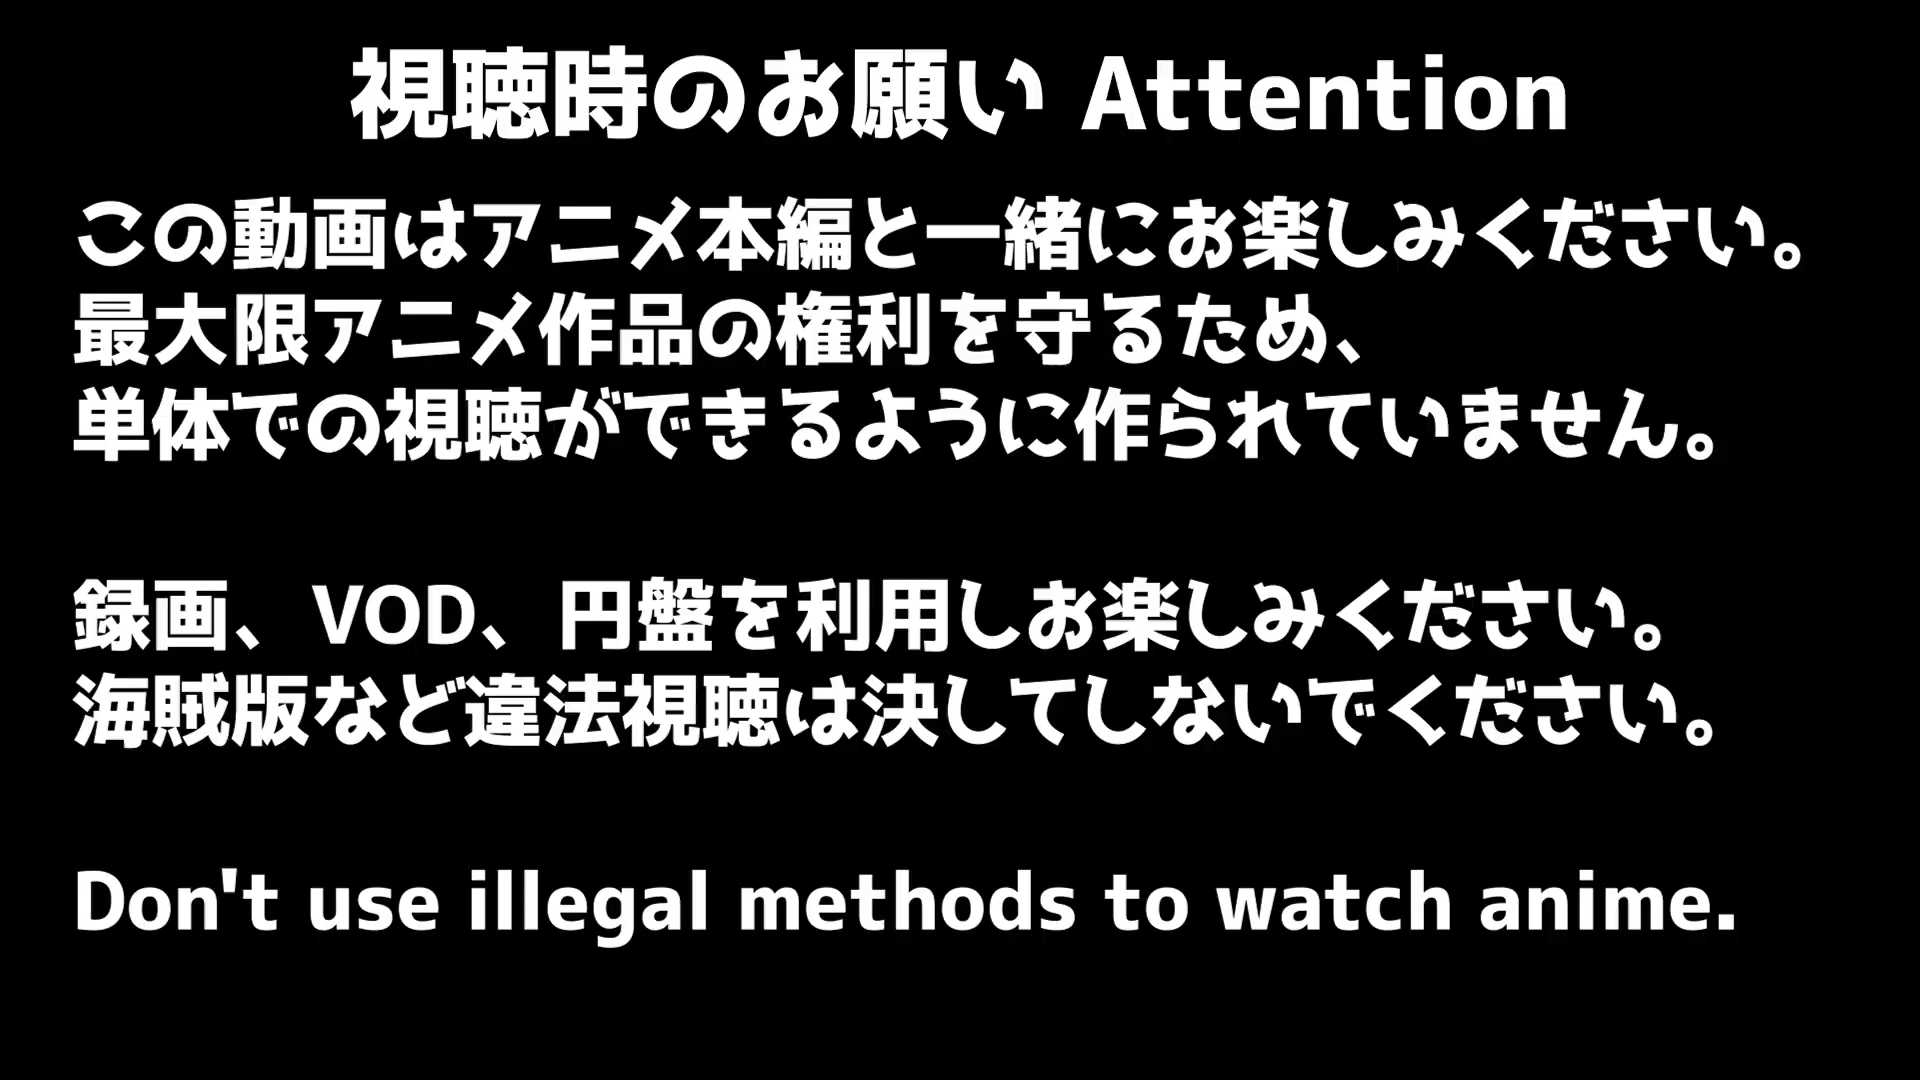 視聴時のお願い Attention
この動画はアニメ本編と一緒にお楽しみください。
最大限アニメ作品の権利を守るため、
単体での視聴ができるように作られていません。
録画、VOD、円盤を利用しお楽しみください。
海賊版など違法視聴は決してしないでください。
Don't use illegal methods to watch anime.